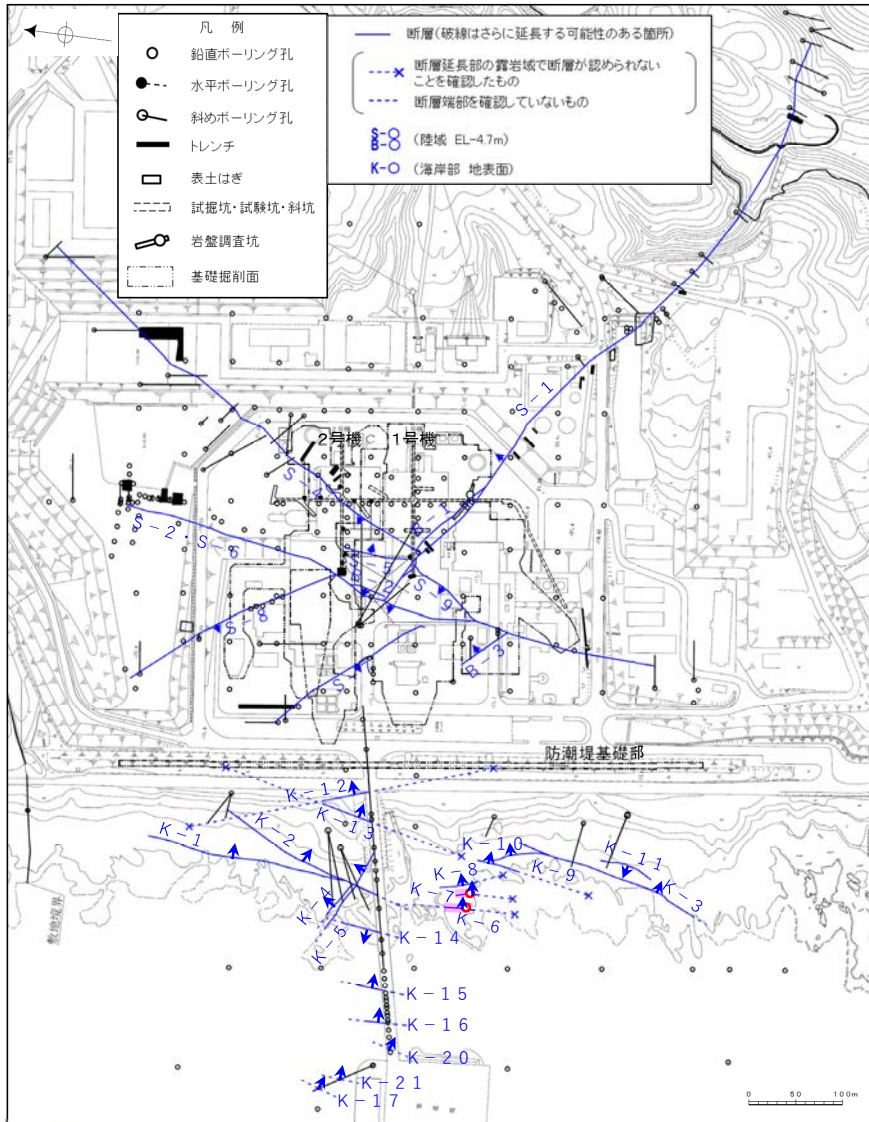 凡 例
鉛直ボーリング孔
水平ボーリング孔
斜めボーリング孔
トレンチ
表土はぎ
試掘坑・試験坑・斜坑
岩盤調査坑
基礎掘削面
断層(破線はさらに延長する可能性のある箇所)
断層延長部の露岩域で断層が認められない
ことを確認したもの
断層端部を確認していないもの
S-○
B-○
(陸域 EL-4.7m)
K-○
(海岸部 地表面)
S-1
2号機
1号機
S-4
S-2・S-6
S-9
S-8
B-3
防潮堤基礎部
K-12
K-13
K-1
K-2
K-10
K-11
K-8
K-9
K-7
K-3
K-4
K-6
K-5
K-14
K-15
K-16
K-20
K-21
K-17
敷地境界
0 50 100m